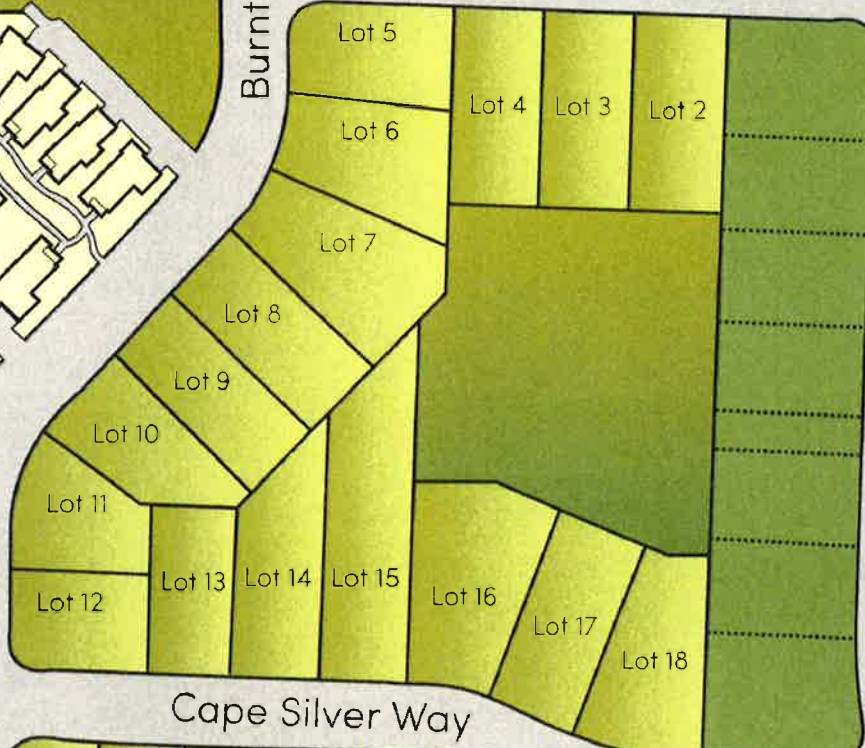 Burnt
Lot 5
Lot 4
Lot 3
Lot 2
Lot 6
Lot 7
Lot 8
Lot 9
Lot 10
Lot 11
Lot 12
Lot 13
Lot 14
Lot 15
Lot 16
Lot 17
Lot 18
Cape Silver Way